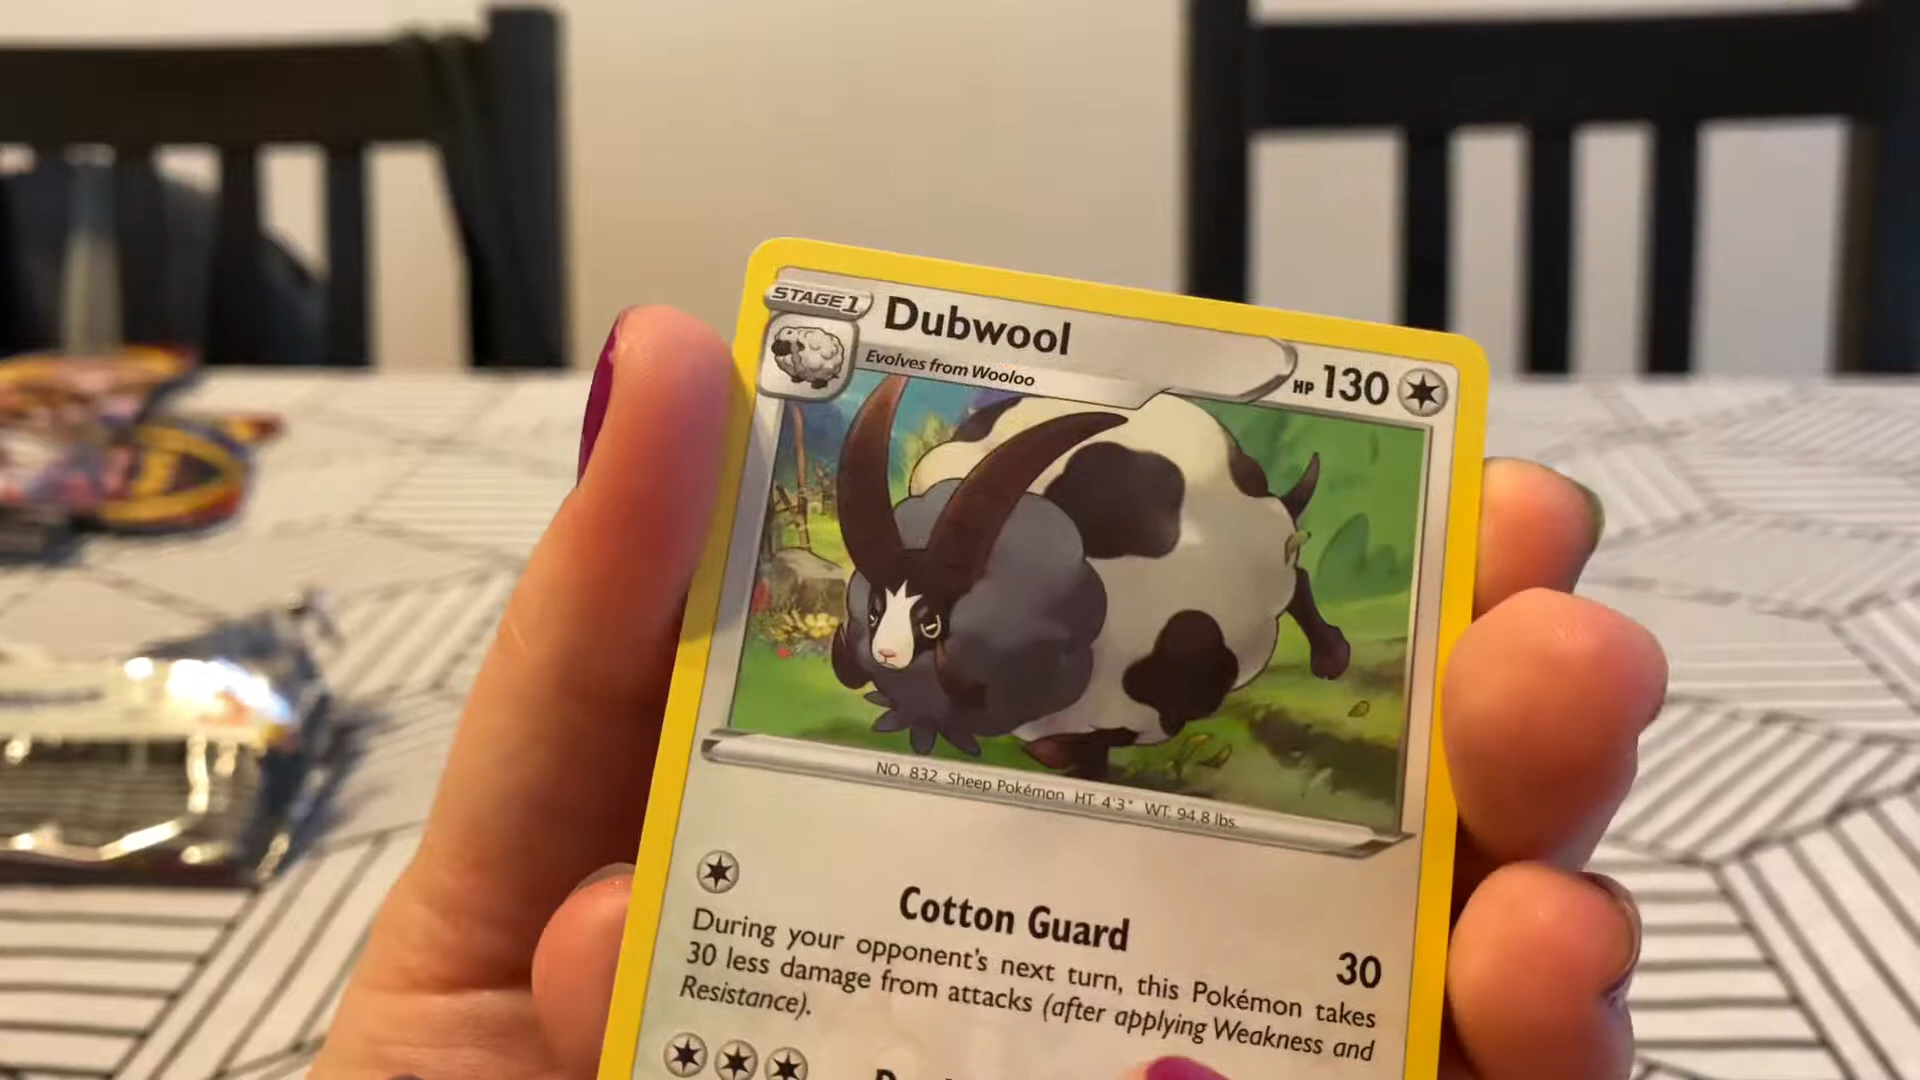 STAGE1
Dubwool
Evolves from Wooloo
HP 130
NO. 832 Sheep Pokémon HT: 4'3" WT: 94.8 lbs.
Cotton Guard
30
During your opponent's next turn, this Pokémon takes
30 less damage from attacks (after applying Weakness and
Resistance).